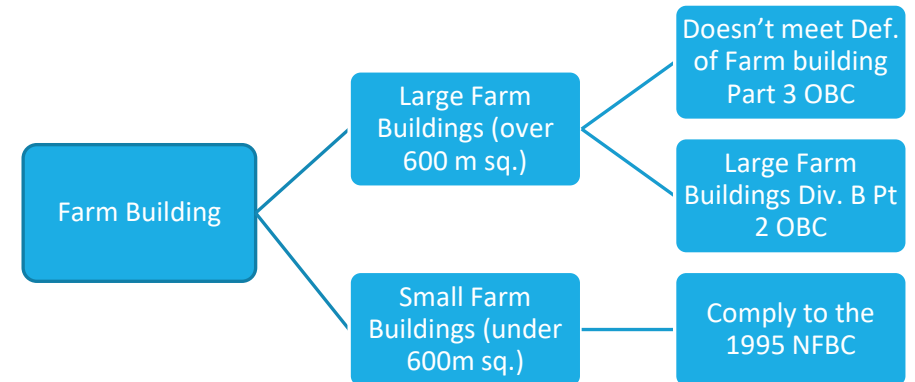 Farm Building
Large Farm
Buildings (over
600 m sq.)
Doesn’t meet Def.
of Farm building
Part 3 OBC
Large Farm
Buildings Div. B Pt
2 OBC
Small Farm
Buildings (under
600m sq.)
Comply to the
1995 NFBC